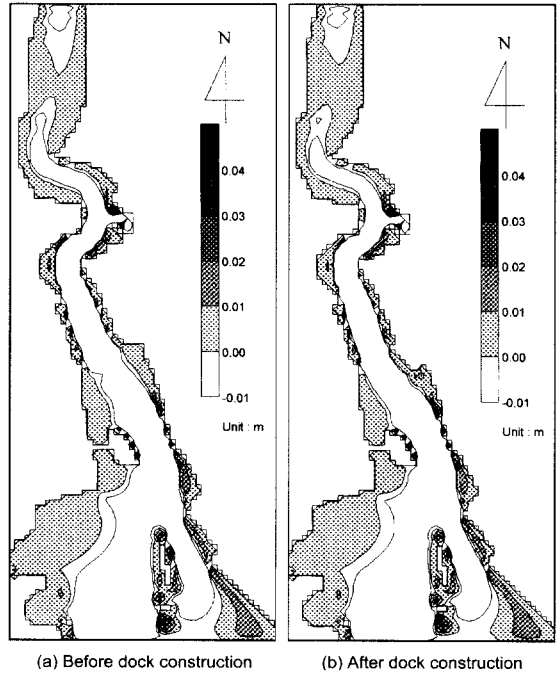 N
0.04
0.03
0.02
0.01
0.00
-0.01
Unit : m
(a) Before dock construction
N
0.04
0.03
0.02
0.01
0.00
-0.01
Unit : m
(b) After dock construction